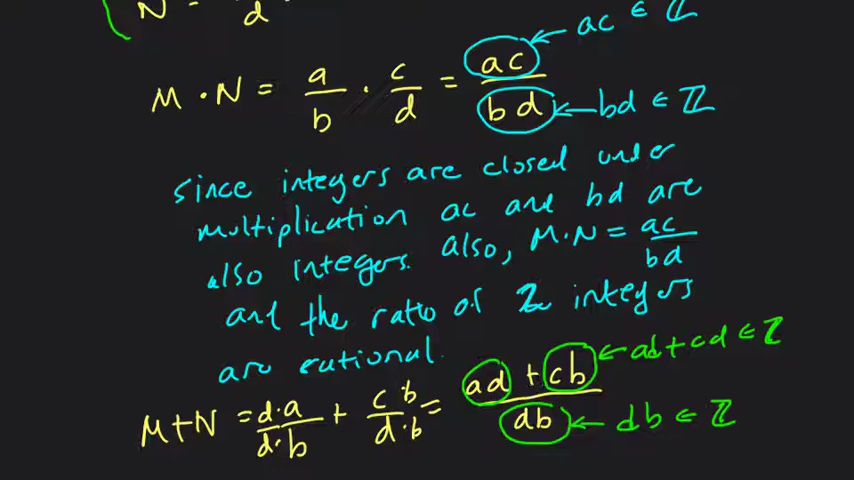 N = / d
ac ∈ ℤ
M · N = a/b · c/d = ac/bd
bd ∈ ℤ
since integers are closed under
multiplication ac and bd are
also integers. also, M·N = ac/bd
and the ratio of 2 integers
are rational.
M+N = d·a/d·b + c·b/d·b = ad + cb/db
ab+cd ∈ ℤ
db ∈ ℤ